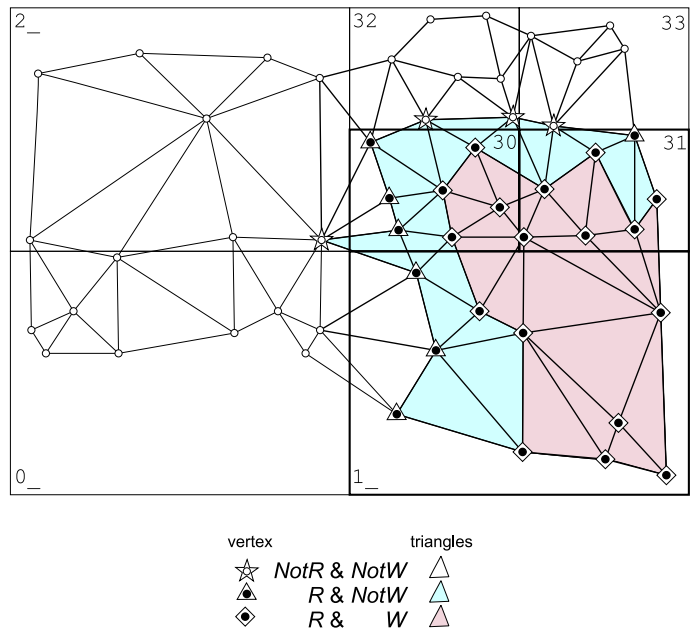 2_ 32 33
30 31
0_ 1_
vertex triangles
NotR & NotW
R & NotW
R & W